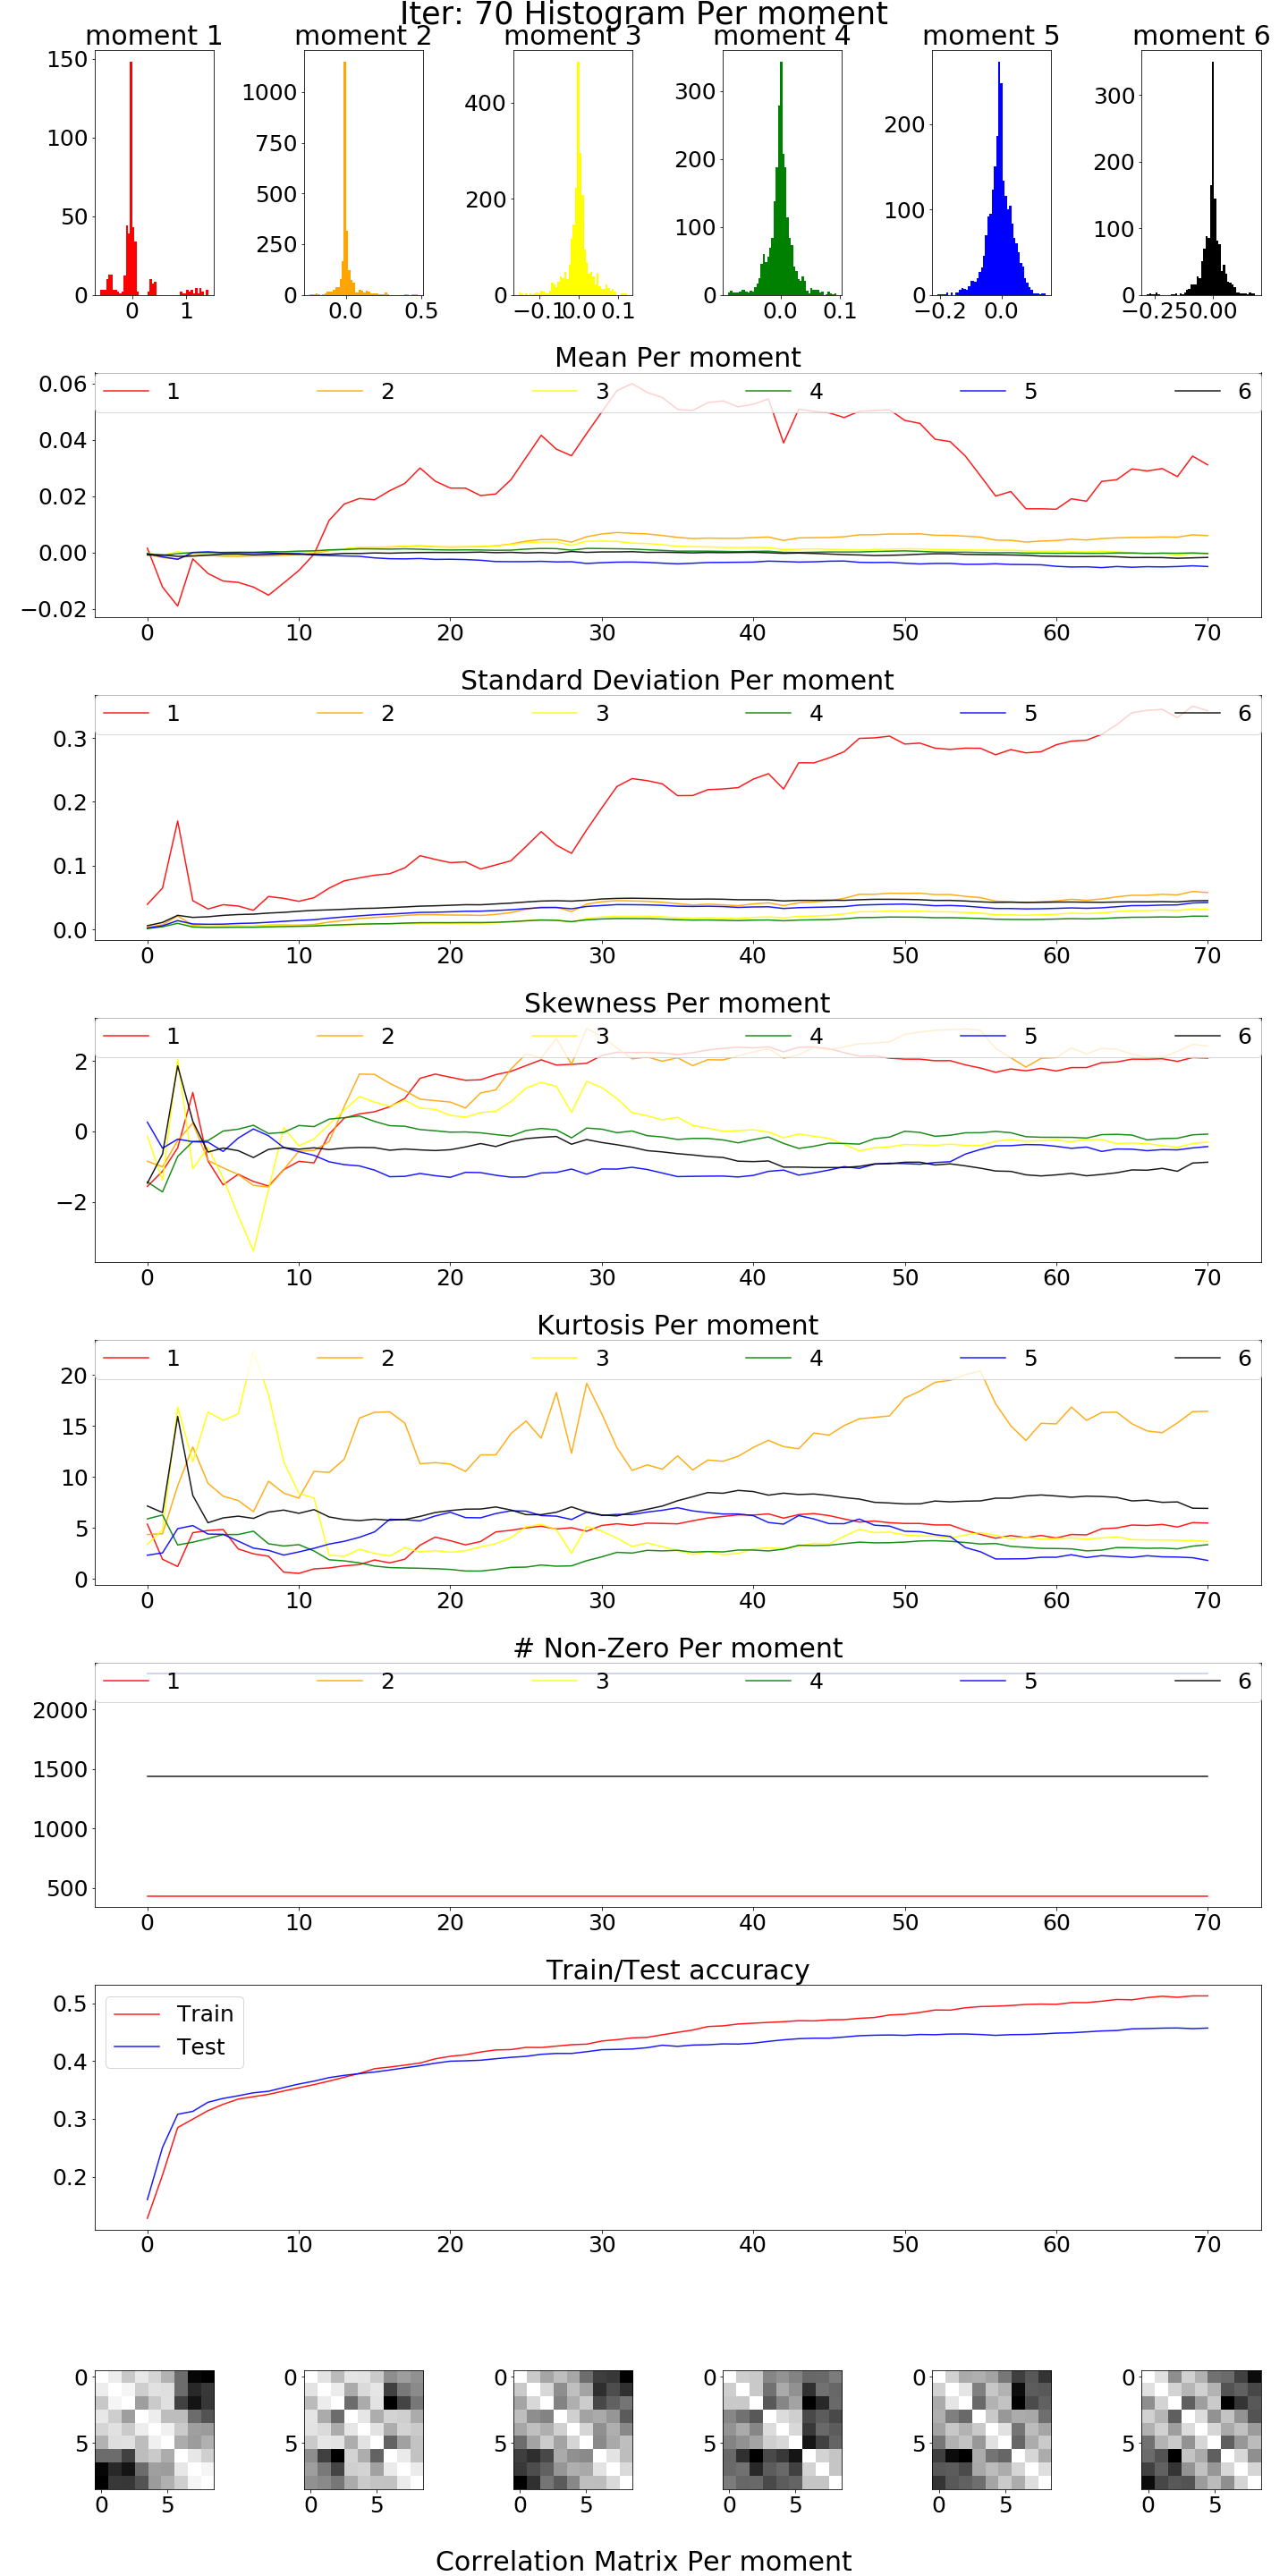 Iter: 70 Histogram Per moment
moment 1 moment 2 moment 3 moment 4 moment 5 moment 6
150 100 50 0
0 1
1000 750 500 250 0
0.0 0.5
400 200 0
−0.1 0.0 0.1
300 200 100 0
0.0 0.1
200 100 0
−0.2 0.0
300 200 100 0
−0.25 0.00
Mean Per moment
1 2 3 4 5 6
0.06
0.04
0.02
0.00
−0.02
0 10 20 30 40 50 60 70
Standard Deviation Per moment
1 2 3 4 5 6
0.3
0.2
0.1
0.0
0 10 20 30 40 50 60 70
Skewness Per moment
1 2 3 4 5 6
2
0
−2
0 10 20 30 40 50 60 70
Kurtosis Per moment
1 2 3 4 5 6
20
15
10
5
0
0 10 20 30 40 50 60 70
# Non-Zero Per moment
1 2 3 4 5 6
2000
1500
1000
500
0 10 20 30 40 50 60 70
Train/Test accuracy
Train
Test
0.5
0.4
0.3
0.2
0 10 20 30 40 50 60 70
0 0 0 0 0 0
5 5 5 5 5 5
0 5 0 5 0 5 0 5 0 5 0 5
Correlation Matrix Per moment